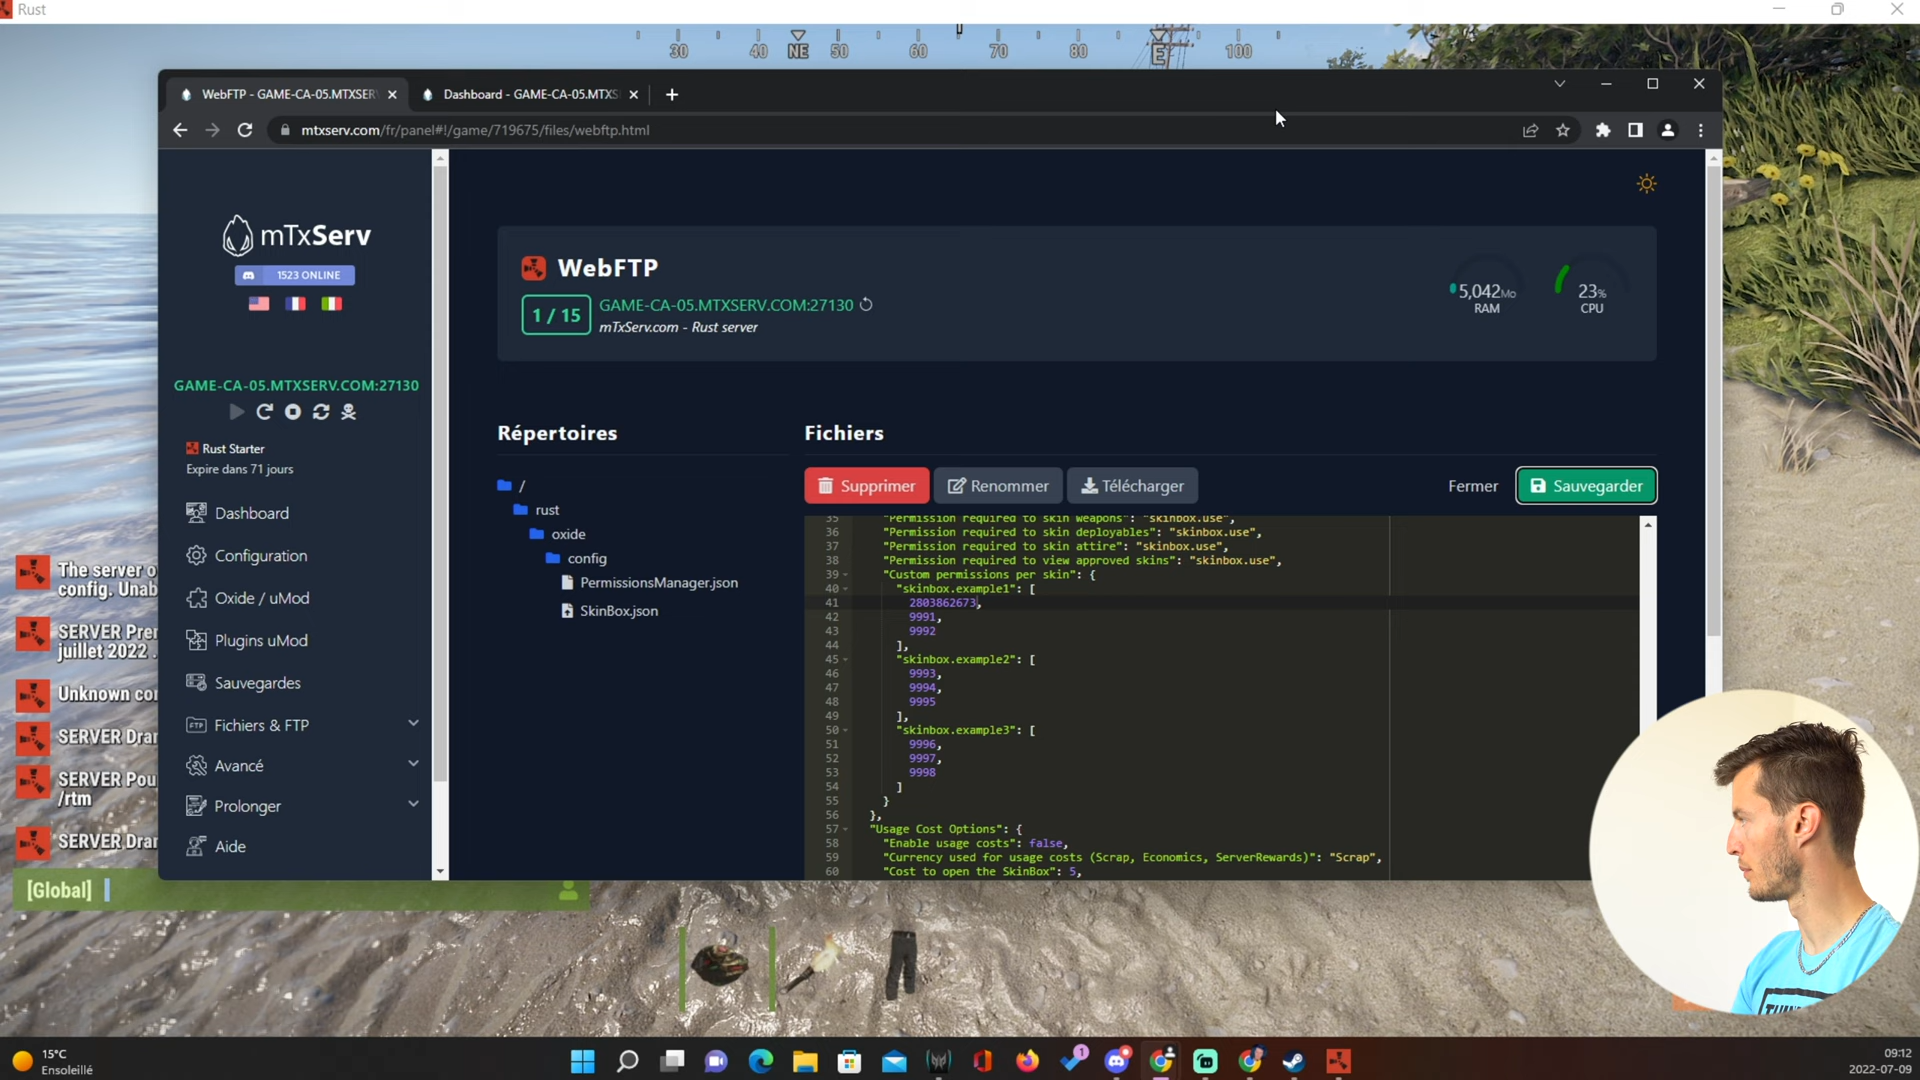 Rust
30
40
NE
50
60
70
80
E
100
WebFTP - GAME-CA-05.MTXSER
Dashboard - GAME-CA-05.MTXS
mtxserv.com/fr/panel#!/game/719675/files/webftp.html
mTxServ
1523 ONLINE
WebFTP
1 / 15
GAME-CA-05.MTXSERV.COM:27130
mTxServ.com - Rust server
5,042Mo
RAM
23%
CPU
GAME-CA-05.MTXSERV.COM:27130
Rust Starter
Expire dans 71 jours
Dashboard
Configuration
Oxide / uMod
Plugins uMod
Sauvegardes
Fichiers & FTP
Avancé
Prolonger
Aide
Répertoires
/
rust
oxide
config
PermissionsManager.json
SkinBox.json
Fichiers
Supprimer
Renommer
Télécharger
Fermer
Sauvegarder
35 "Permission required to skin weapons": "skinbox.use",
36 "Permission required to skin deployables": "skinbox.use",
37 "Permission required to skin attire": "skinbox.use",
38 "Permission required to view approved skins": "skinbox.use",
39 "Custom permissions per skin": {
40 "skinbox.example1": [
41 2803862673,
42 9991,
43 9992
44 ],
45 "skinbox.example2": [
46 9993,
47 9994,
48 9995
49 ],
50 "skinbox.example3": [
51 9996,
52 9997,
53 9998
54 ]
55 }
56 },
57 "Usage Cost Options": {
58 "Enable usage costs": false,
59 "Currency used for usage costs (Scrap, Economics, ServerRewards)": "Scrap",
60 "Cost to open the SkinBox": 5,
The server o
config. Unab
SERVER Prer
juillet 2022 .
Unknown co
SERVER Dra
SERVER Pou
/rtm
SERVER Dra
[Global]
15°C
Ensoleillé
1
09:12
2022-07-09